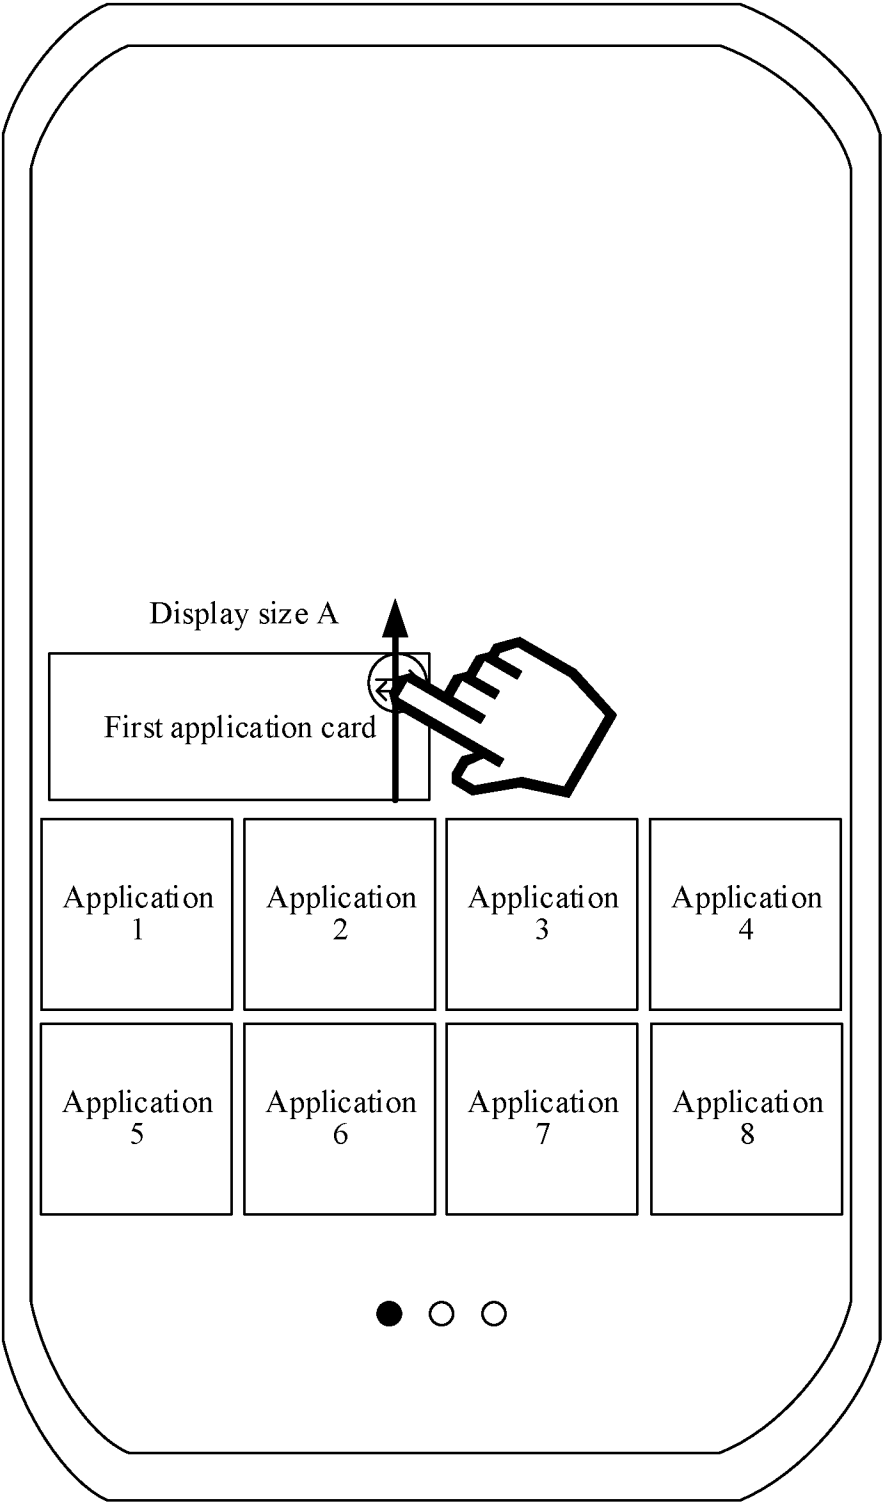 Display size A
First application card
Application
1
Application
2
Application
3
Application
4
Application
5
Application
6
Application
7
Application
8